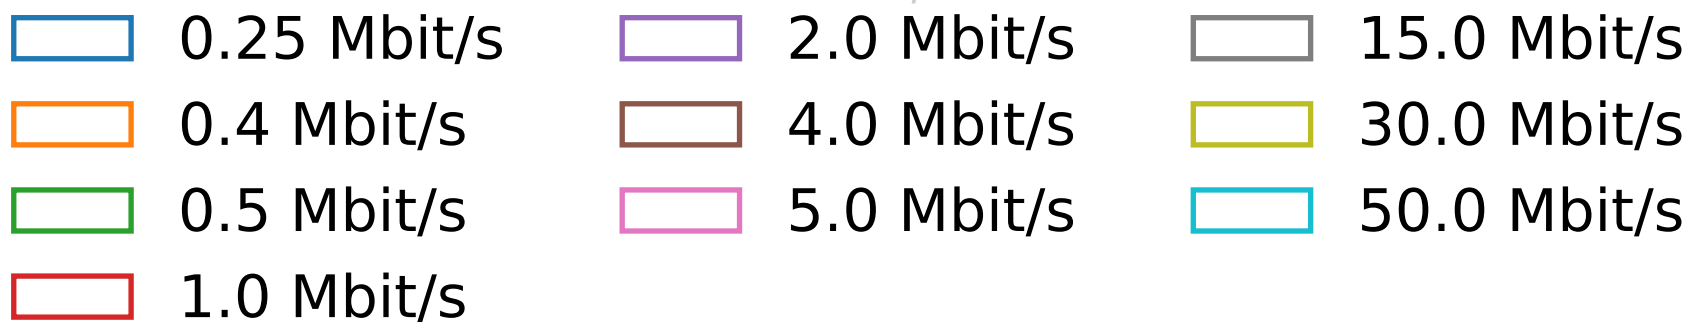 0.25 Mbit/s
0.4 Mbit/s
0.5 Mbit/s
1.0 Mbit/s
2.0 Mbit/s
4.0 Mbit/s
5.0 Mbit/s
15.0 Mbit/s
30.0 Mbit/s
50.0 Mbit/s